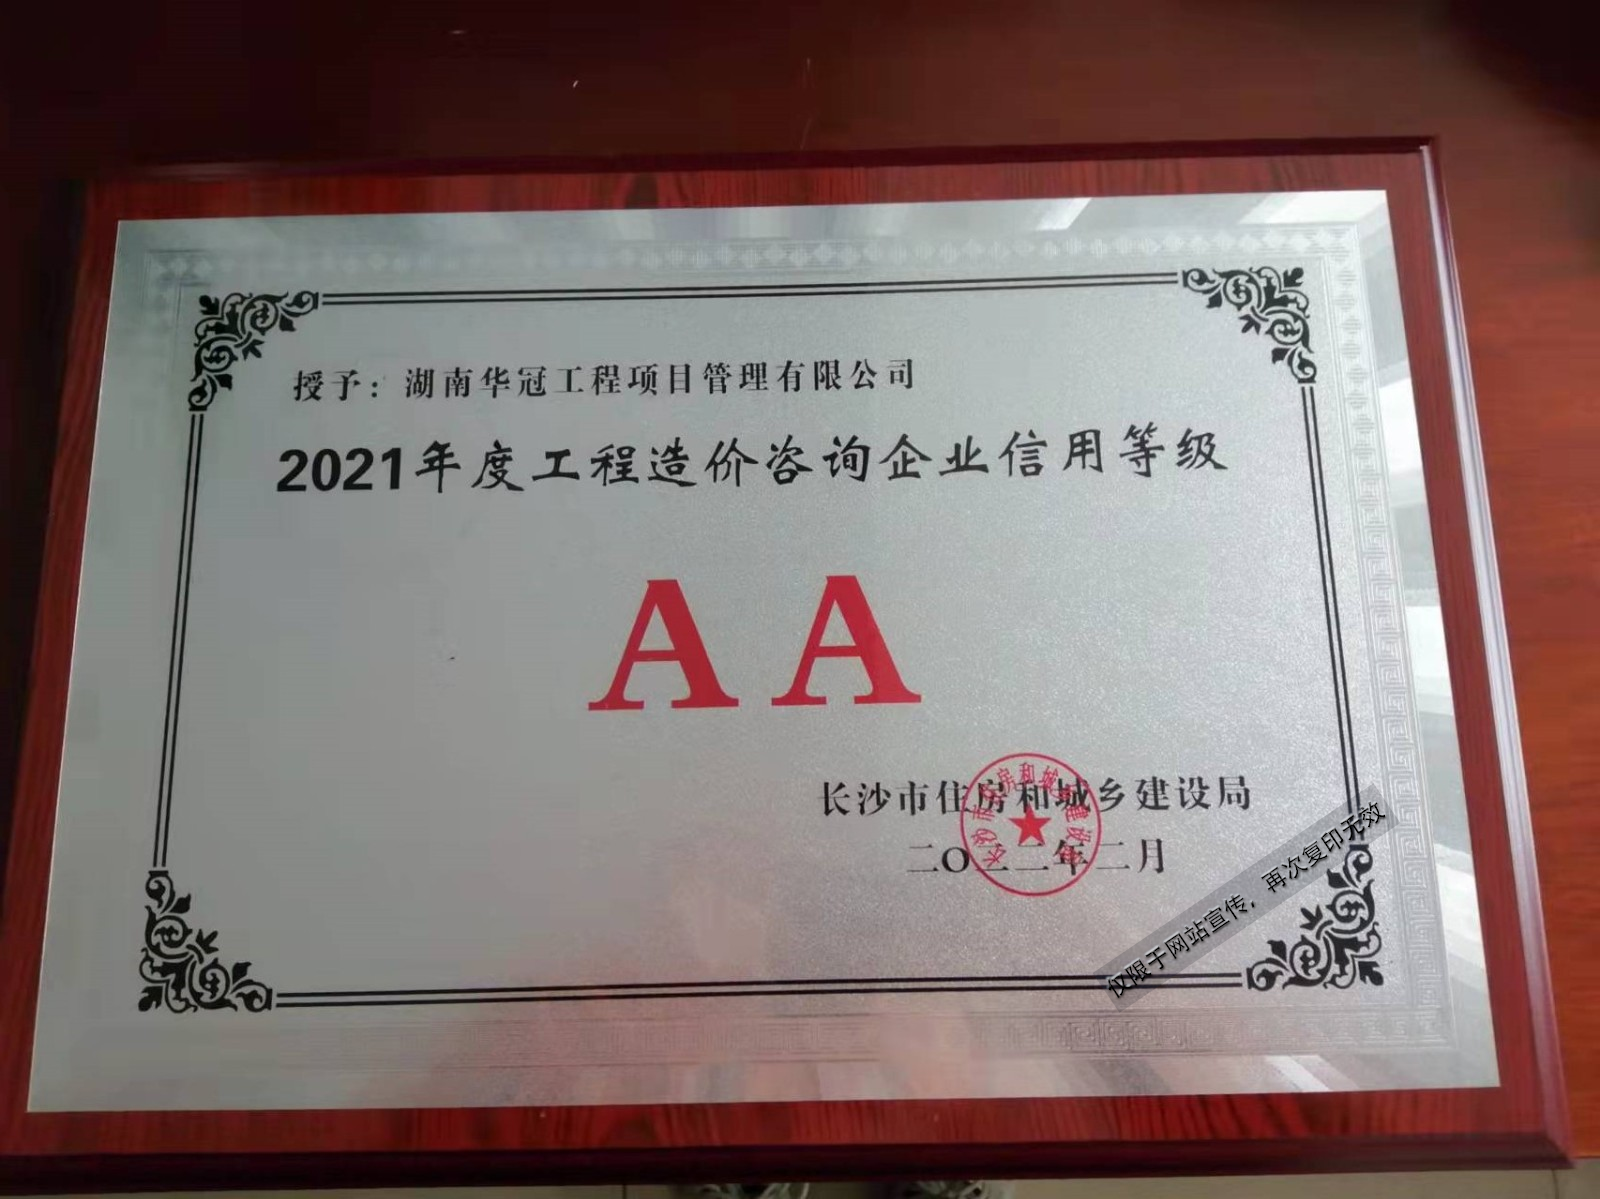 授予：湖南华冠工程项目管理有限公司
2021年度工程造价咨询企业信用等级
AA
长沙市住房和城乡建设局
二〇二二年二月
仅限于网站宣传，再次复印无效